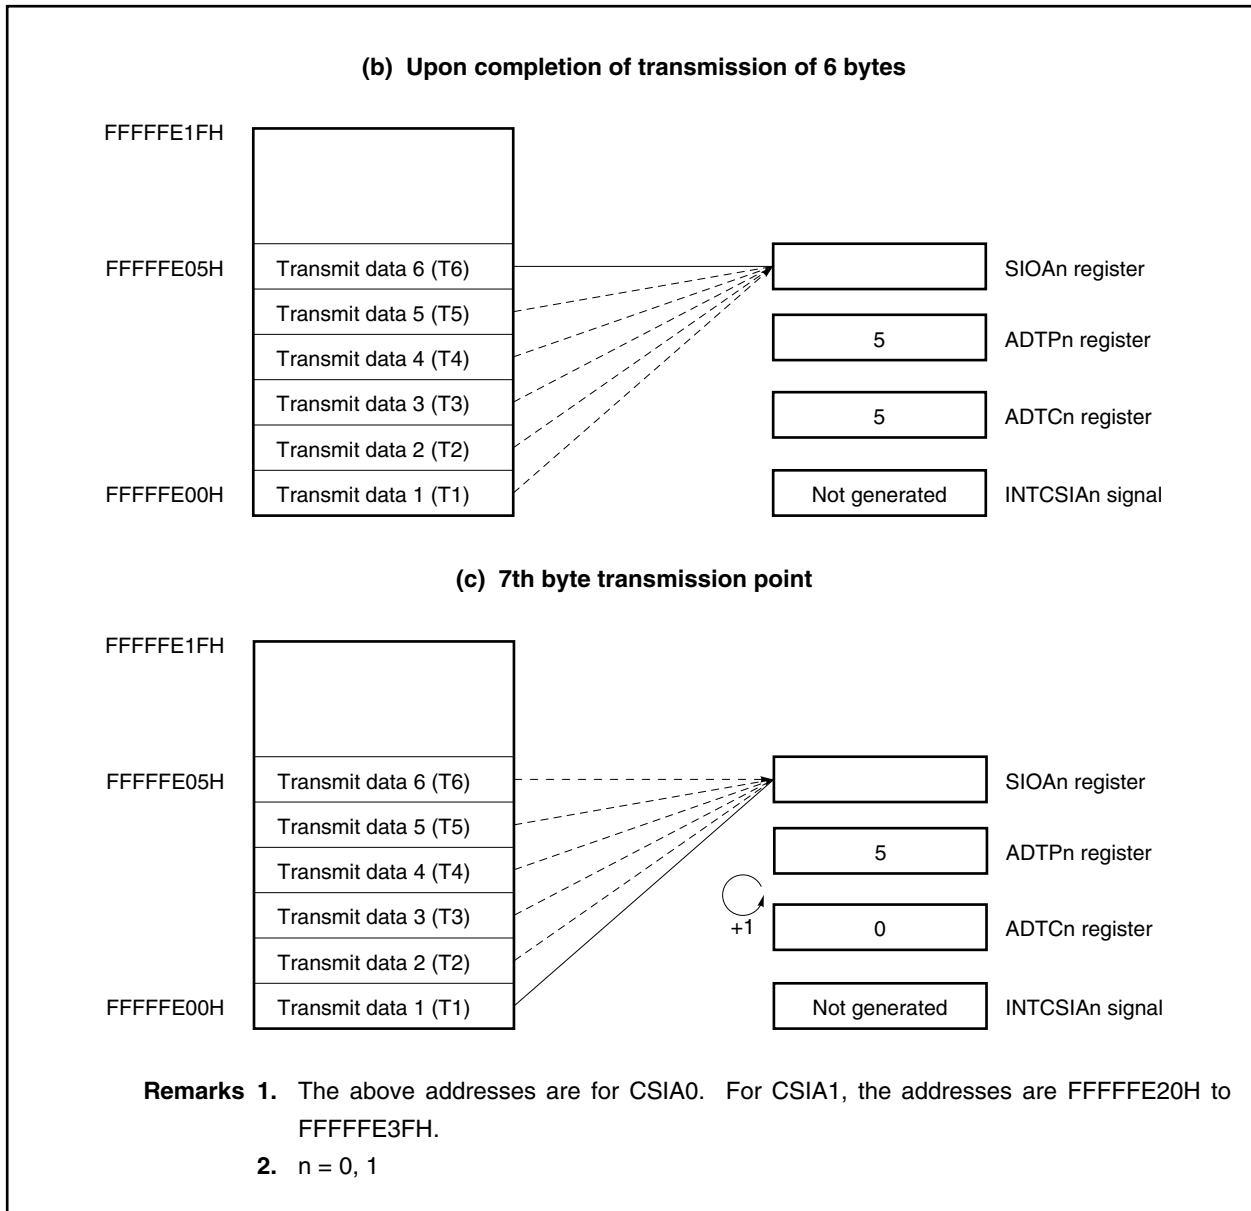 (b) Upon completion of transmission of 6 bytes
FFFFFE1FH
FFFFFE05H Transmit data 6 (T6) SIOAn register
Transmit data 5 (T5)
5 ADTPn register
Transmit data 4 (T4)
Transmit data 3 (T3)
5 ADTCn register
Transmit data 2 (T2)
FFFFFE00H Transmit data 1 (T1) Not generated INTCSIAn signal
(c) 7th byte transmission point
FFFFFE1FH
FFFFFE05H Transmit data 6 (T6) SIOAn register
Transmit data 5 (T5)
5 ADTPn register
Transmit data 4 (T4)
Transmit data 3 (T3)
+1 0 ADTCn register
Transmit data 2 (T2)
FFFFFE00H Transmit data 1 (T1) Not generated INTCSIAn signal
Remarks 1. The above addresses are for CSIA0. For CSIA1, the addresses are FFFFFE20H to
FFFFFE3FH.
2. n = 0, 1